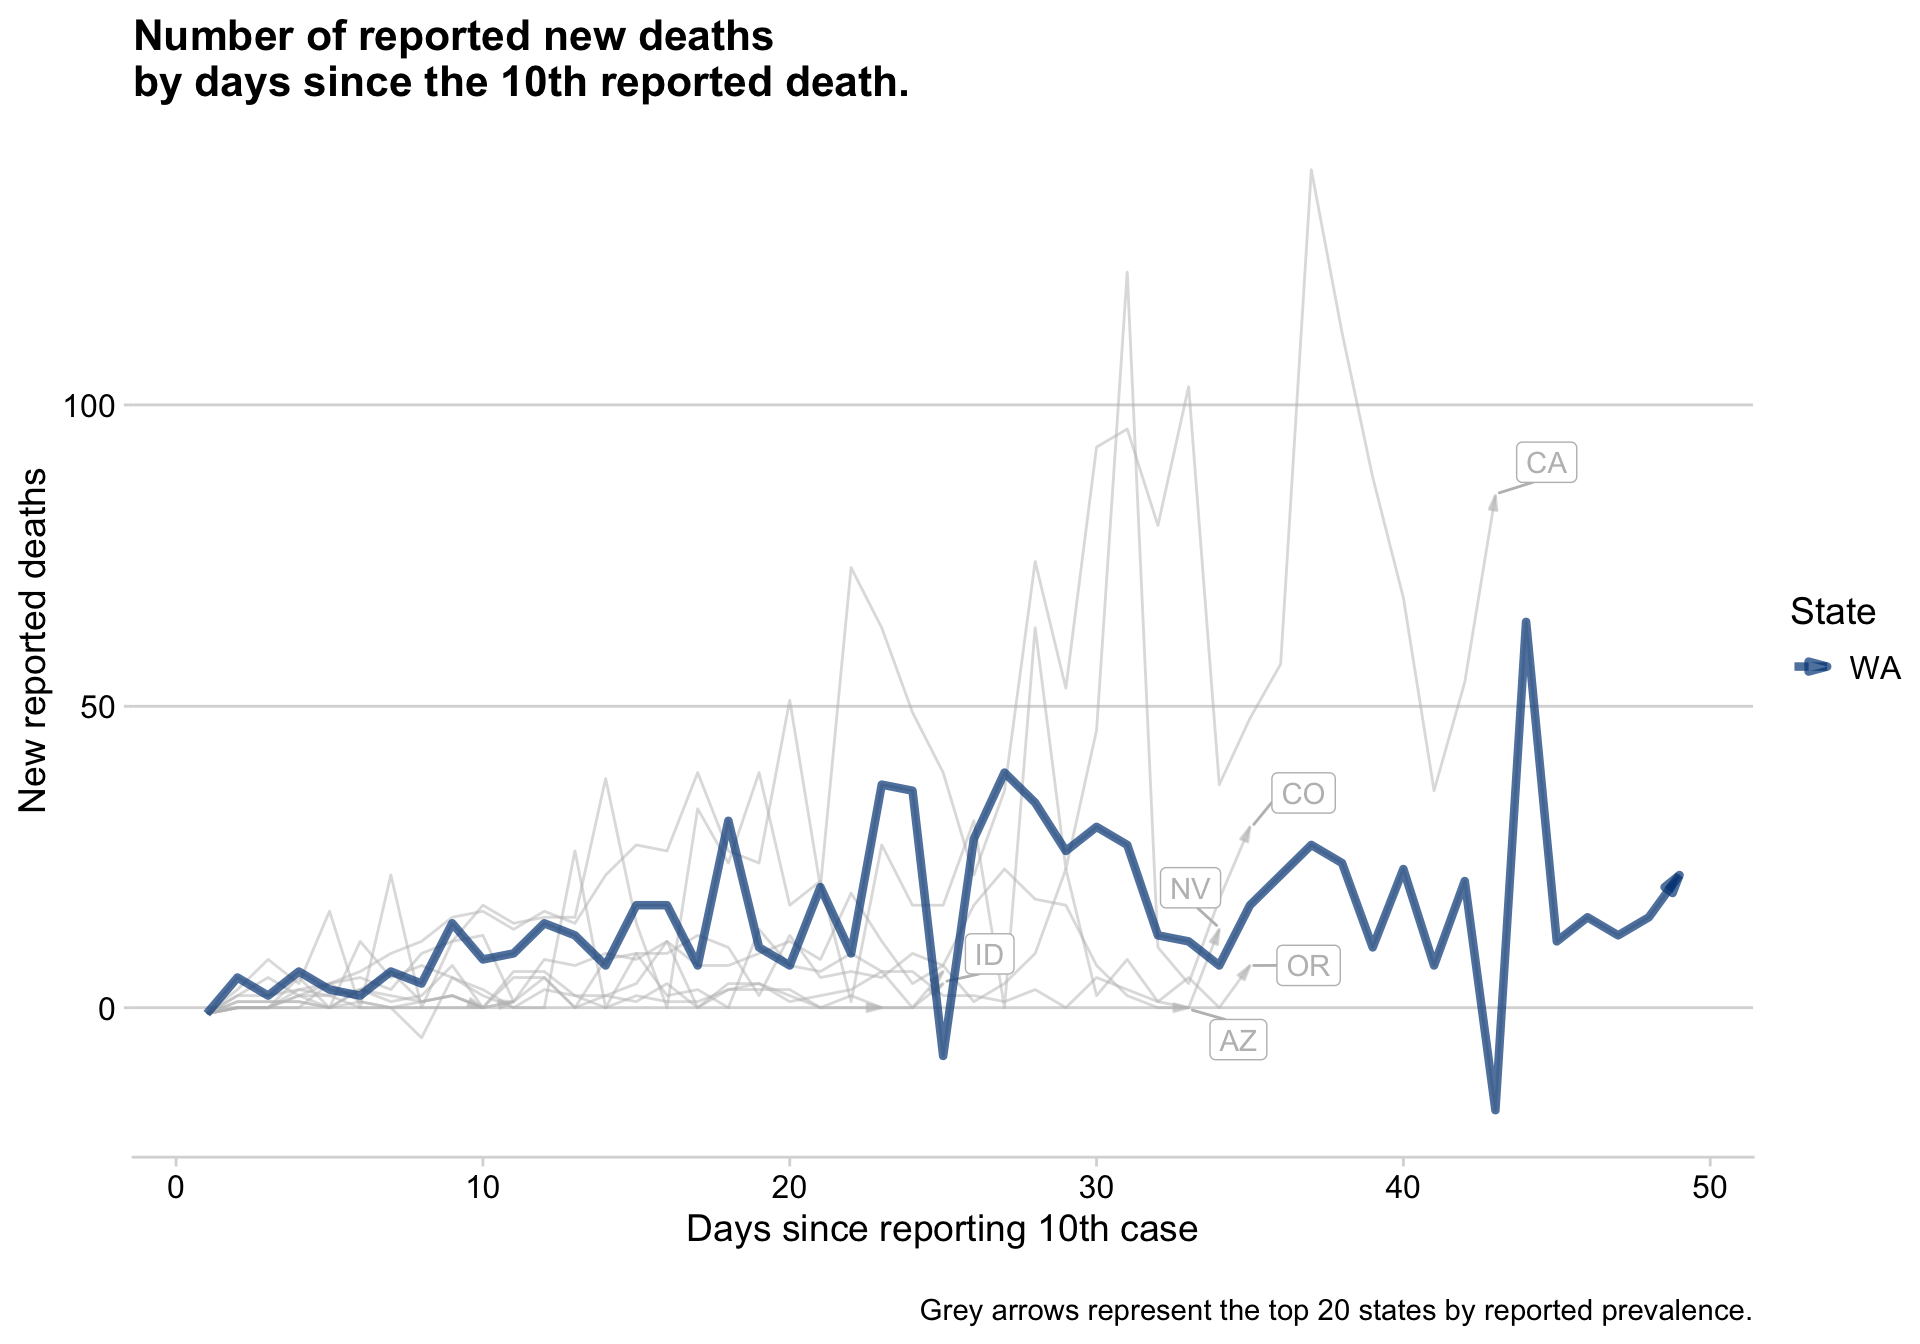 Number of reported new deaths
by days since the 10th reported death.
New reported deaths
100
50
0
CA
CO
NV
ID
OR
AZ
State
WA
0 10 20 30 40 50
Days since reporting 10th case
Grey arrows represent the top 20 states by reported prevalence.